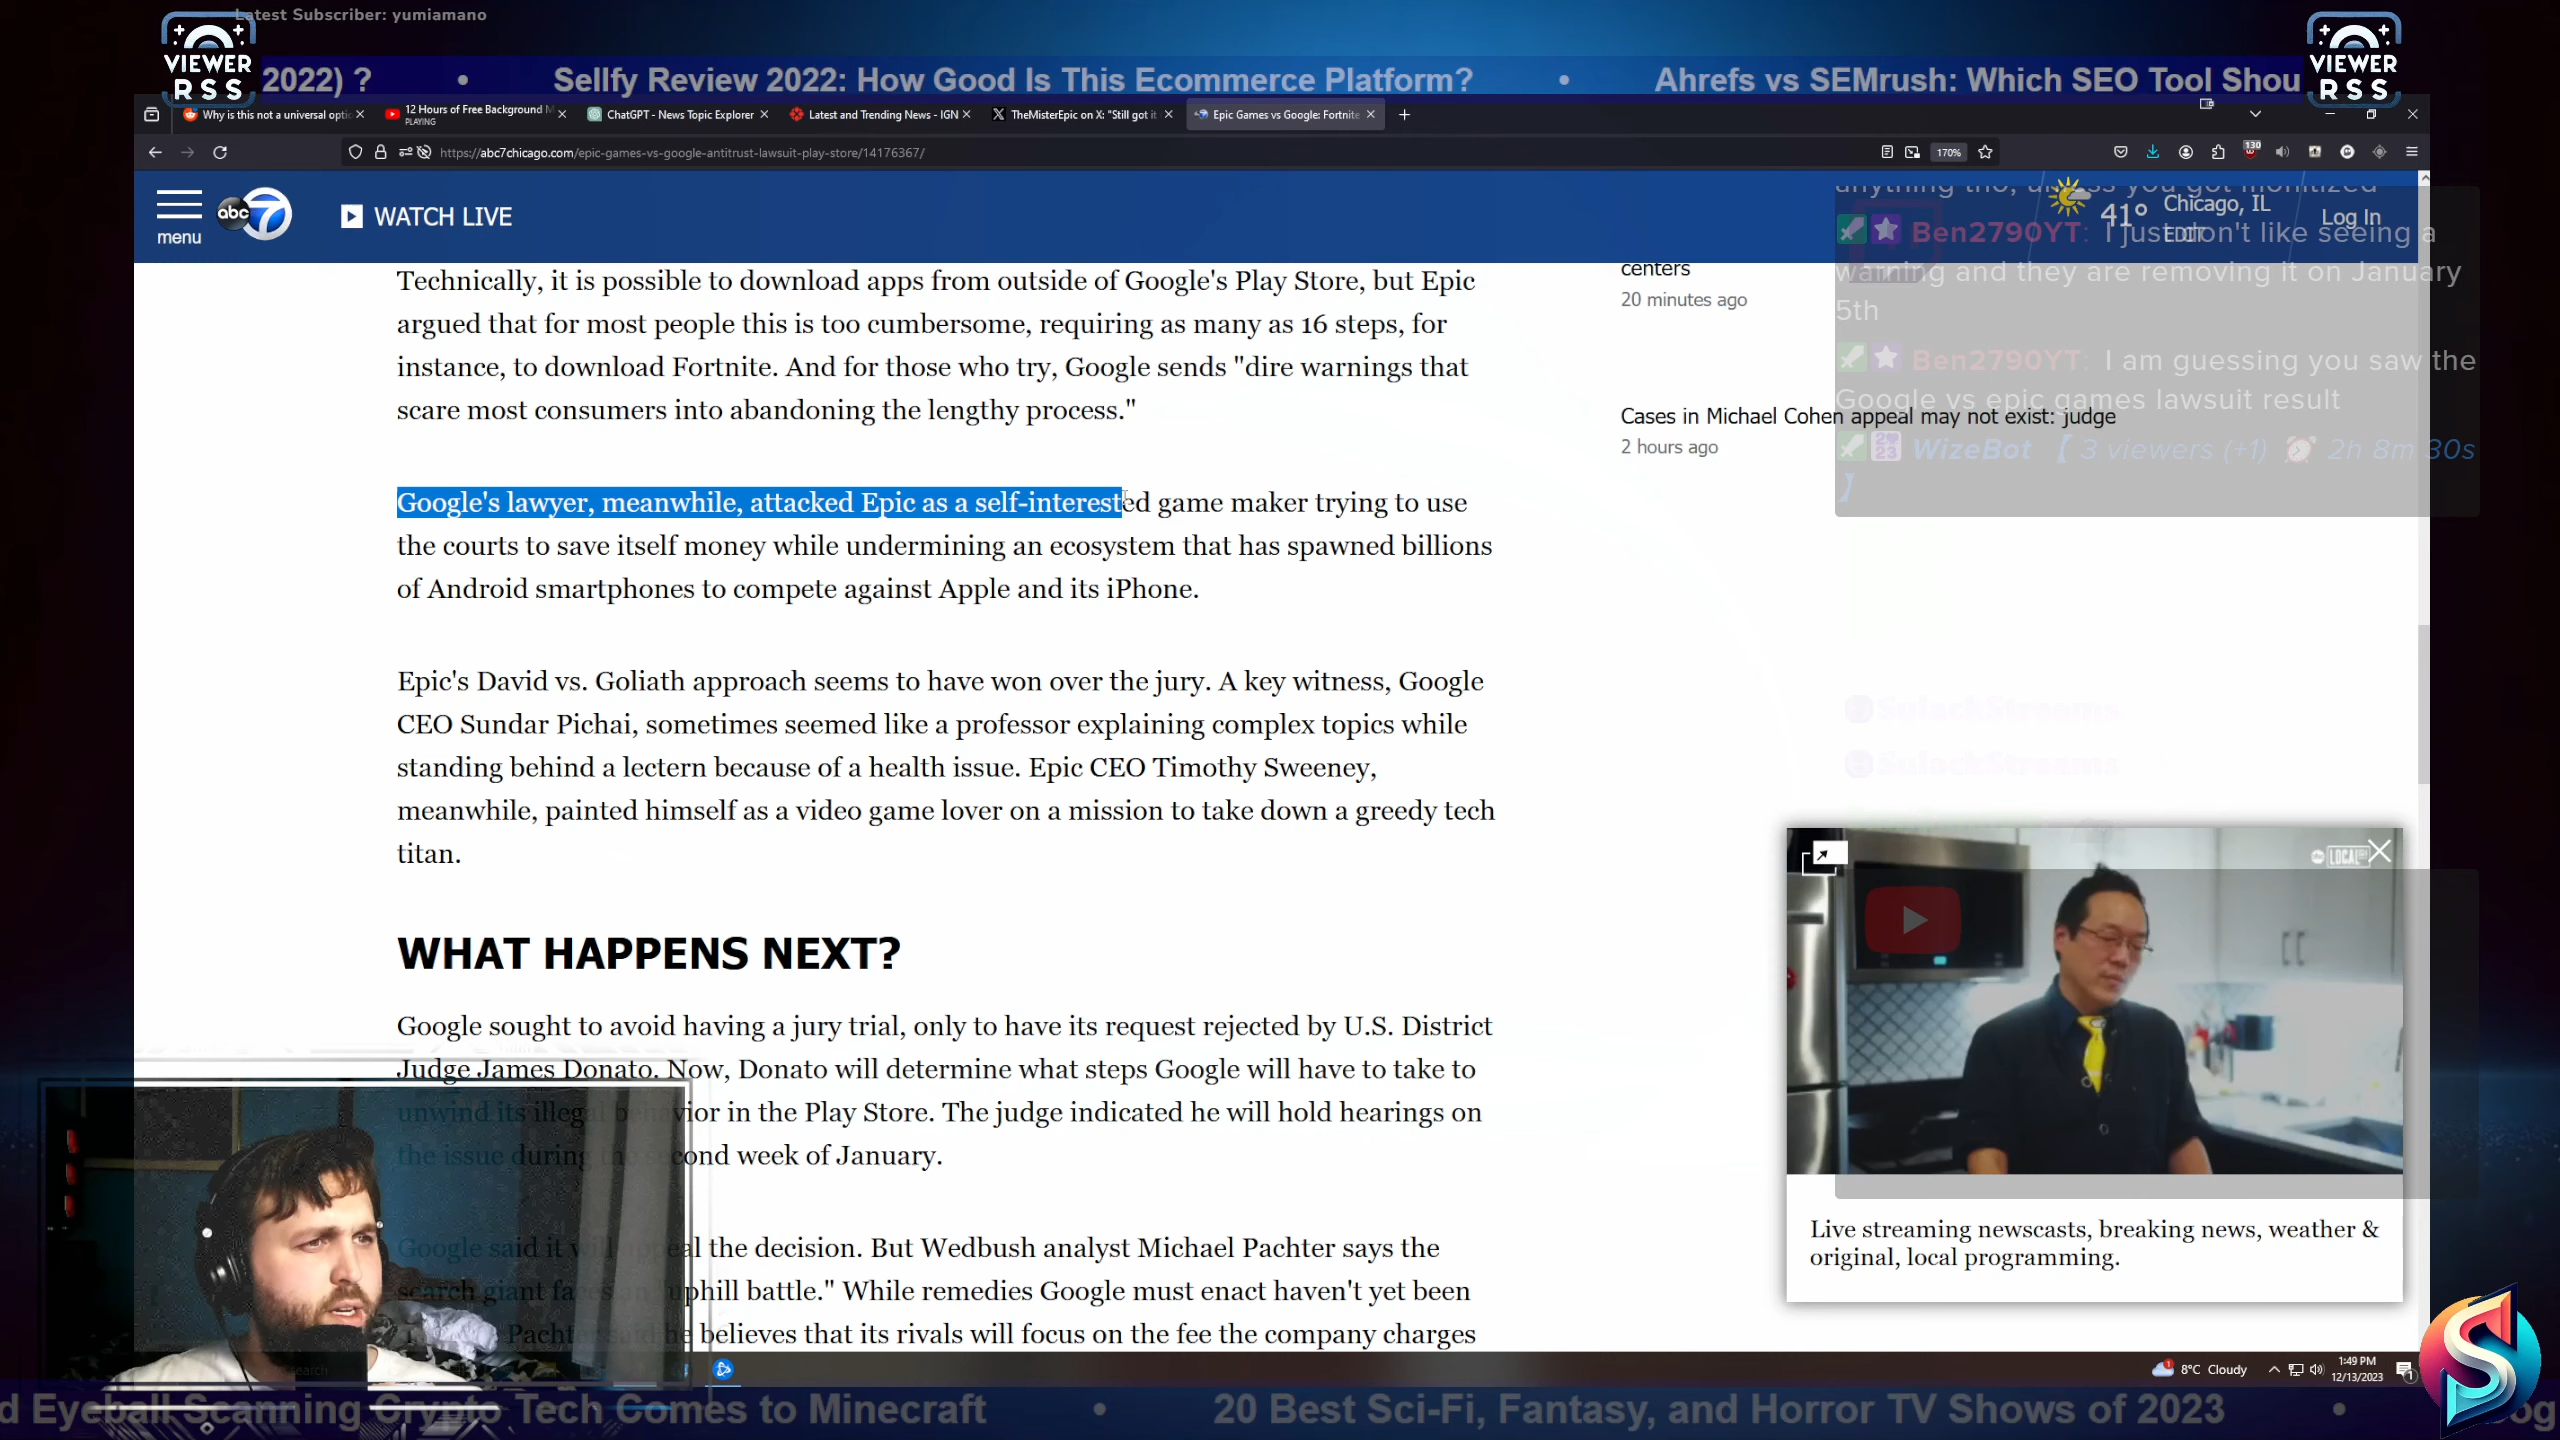 Latest Subscriber: yumiamano
VIEWER
RSS
2022) ? • Sellfy Review 2022: How Good Is This Ecommerce Platform? • Ahrefs vs SEMrush: Which SEO Tool Shou
VIEWER
RSS
Why is this not a universal optic
12 Hours of Free Background M
PLAYING
ChatGPT - News Topic Explorer
Latest and Trending News - IGN
TheMisterEpic on X: "Still got it
Epic Games vs Google: Fortnite
https://abc7chicago.com/epic-games-vs-google-antitrust-lawsuit-play-store/14176367/
170%
130
menu
abc 7
WATCH LIVE
41°
Chicago, IL
EDIT
Log In
Technically, it is possible to download apps from outside of Google's Play Store, but Epic
argued that for most people this is too cumbersome, requiring as many as 16 steps, for
instance, to download Fortnite. And for those who try, Google sends "dire warnings that
scare most consumers into abandoning the lengthy process."
Google's lawyer, meanwhile, attacked Epic as a self-interested game maker trying to use
the courts to save itself money while undermining an ecosystem that has spawned billions
of Android smartphones to compete against Apple and its iPhone.
Epic's David vs. Goliath approach seems to have won over the jury. A key witness, Google
CEO Sundar Pichai, sometimes seemed like a professor explaining complex topics while
standing behind a lectern because of a health issue. Epic CEO Timothy Sweeney,
meanwhile, painted himself as a video game lover on a mission to take down a greedy tech
titan.
WHAT HAPPENS NEXT?
Google sought to avoid having a jury trial, only to have its request rejected by U.S. District
Judge James Donato. Now, Donato will determine what steps Google will have to take to
unwind its illegal behavior in the Play Store. The judge indicated he will hold hearings on
the issue during the second week of January.
Google said it will appeal the decision. But Wedbush analyst Michael Pachter says the
search giant faces an "uphill battle." While remedies Google must enact haven't yet been
Pachter said he believes that its rivals will focus on the fee the company charges
centers
20 minutes ago
Cases in Michael Cohen appeal may not exist: judge
2 hours ago
anything tho, you got monitized
Ben2790YT: I just don't like seeing a
warning and they are removing it on January
5th
Ben2790YT: I am guessing you saw the
Google vs epic games lawsuit result
WizeBot 【 3 viewers (+1) ⏰ 2h 8m 30s
】
SulackStreams
SulackStreams
LOCAL
Live streaming newscasts, breaking news, weather &
original, local programming.
8°C Cloudy
1:49 PM
12/13/2023
d Eyeball Scanning Crypto Tech Comes to Minecraft • 20 Best Sci-Fi, Fantasy, and Horror TV Shows of 2023 • og